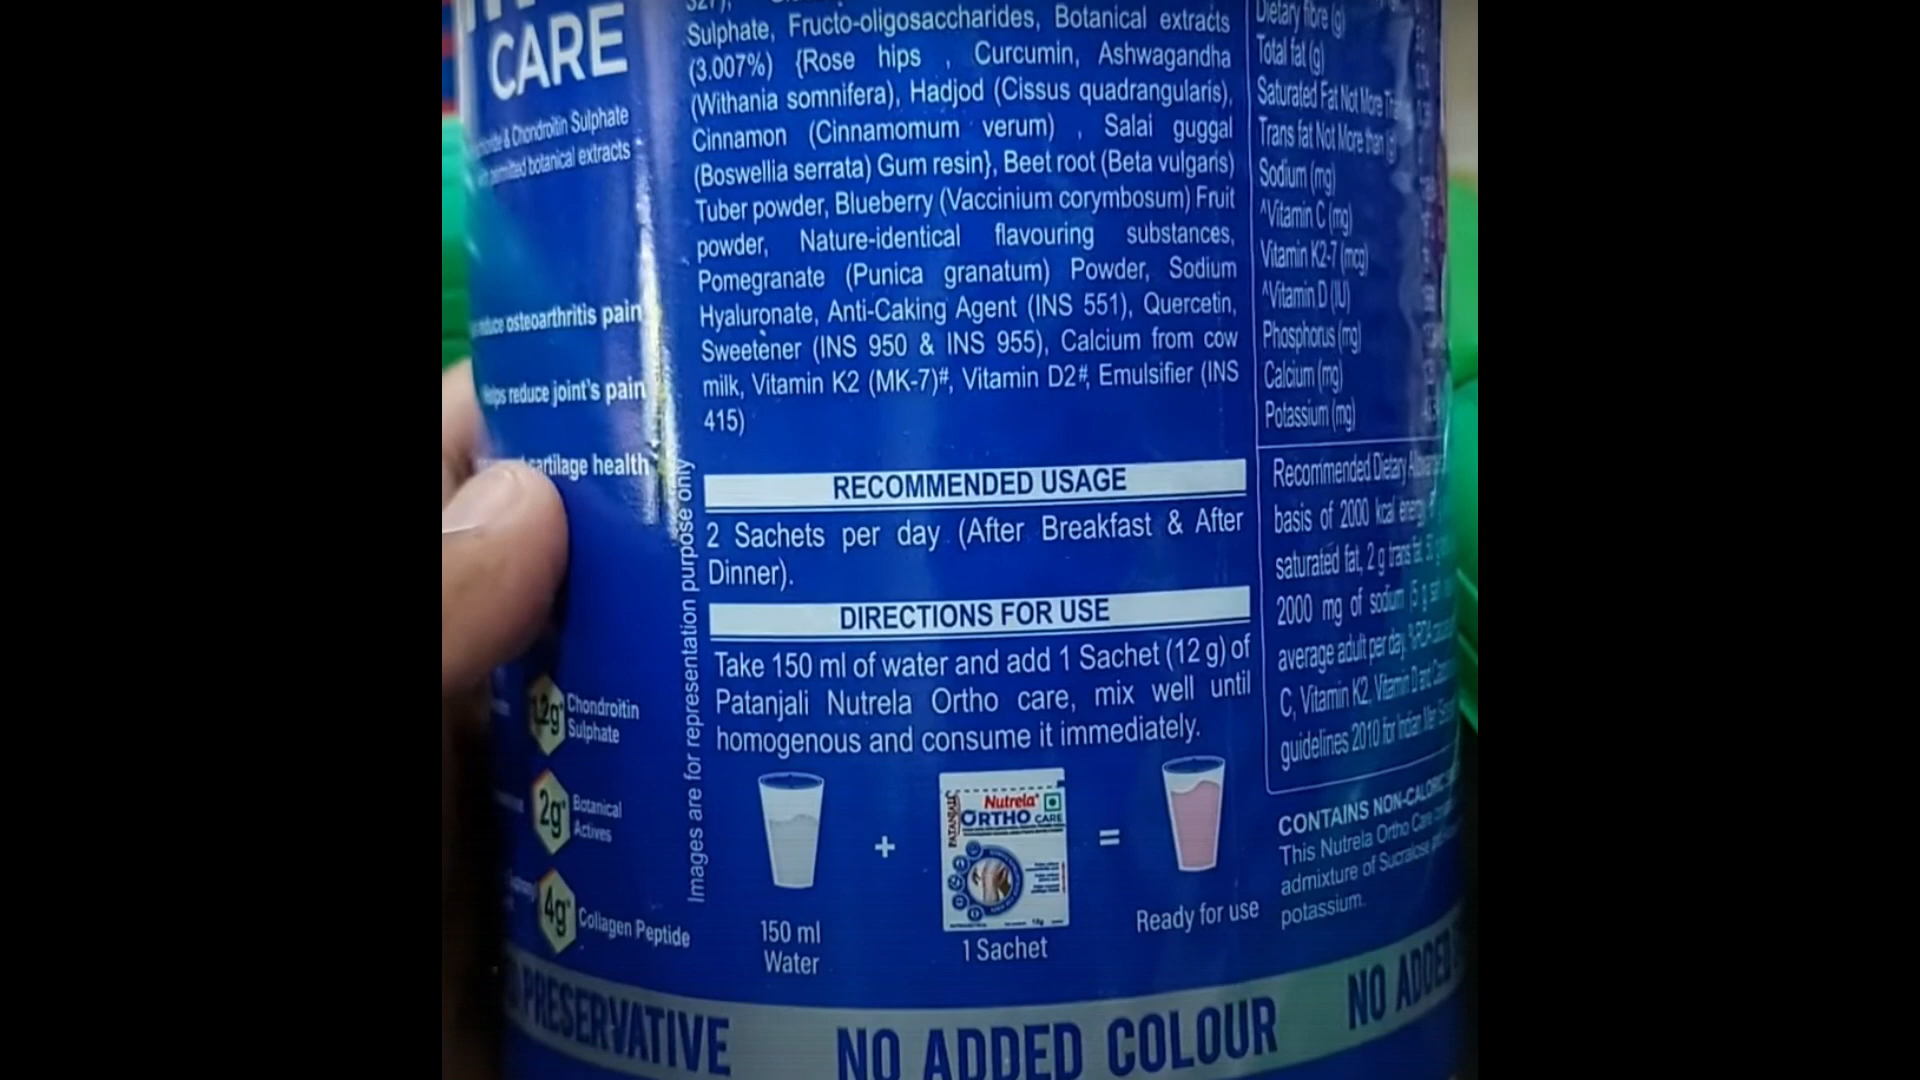 CARE
& Chondroitin Sulphate
permitted botanical extracts
reduce osteoarthritis pain
Helps reduce joint's pain
cartilage health
1.2g Chondroitin
Sulphate
2g Botanical
Actives
4g Collagen Peptide
Images are for representation purpose only
Sulphate, Fructo-oligosaccharides, Botanical extracts
(3.007%) {Rose hips , Curcumin, Ashwagandha
(Withania somnifera), Hadjod (Cissus quadrangularis),
Cinnamon (Cinnamomum verum) , Salai guggal
(Boswellia serrata) Gum resin}, Beet root (Beta vulgaris)
Tuber powder, Blueberry (Vaccinium corymbosum) Fruit
powder, Nature-identical flavouring substances,
Pomegranate (Punica granatum) Powder, Sodium
Hyaluronate, Anti-Caking Agent (INS 551), Quercetin,
Sweetener (INS 950 & INS 955), Calcium from cow
milk, Vitamin K2 (MK-7)#, Vitamin D2#, Emulsifier (INS
415)
RECOMMENDED USAGE
2 Sachets per day (After Breakfast & After
Dinner).
DIRECTIONS FOR USE
Take 150 ml of water and add 1 Sachet (12 g) of
Patanjali Nutrela Ortho care, mix well until
homogenous and consume it immediately.
PATANJALI
Nutrela
ORTHO CARE
+
=
150 ml
Water
1 Sachet
Ready for use
Dietary fibre (g)
Total fat (g)
Saturated Fat Not More
Trans fat Not More than (g)
Sodium (mg)
^Vitamin C (mg)
Vitamin K2-7 (mcg)
^Vitamin D (IU)
Phosphorus (mg)
Calcium (mg)
Potassium (mg)
Recommended Dietary
basis of 2000 kcal energy
saturated fat, 2 g trans fat,
2000 mg of sodium (5 g
average adult per day.
C, Vitamin K2, Vitamin D and
guidelines 2010 for Indian Men
CONTAINS NON-CALORIC
This Nutrela Ortho Care
admixture of Sucralose
potassium.
PRESERVATIVE
NO ADDED COLOUR
NO ADDED